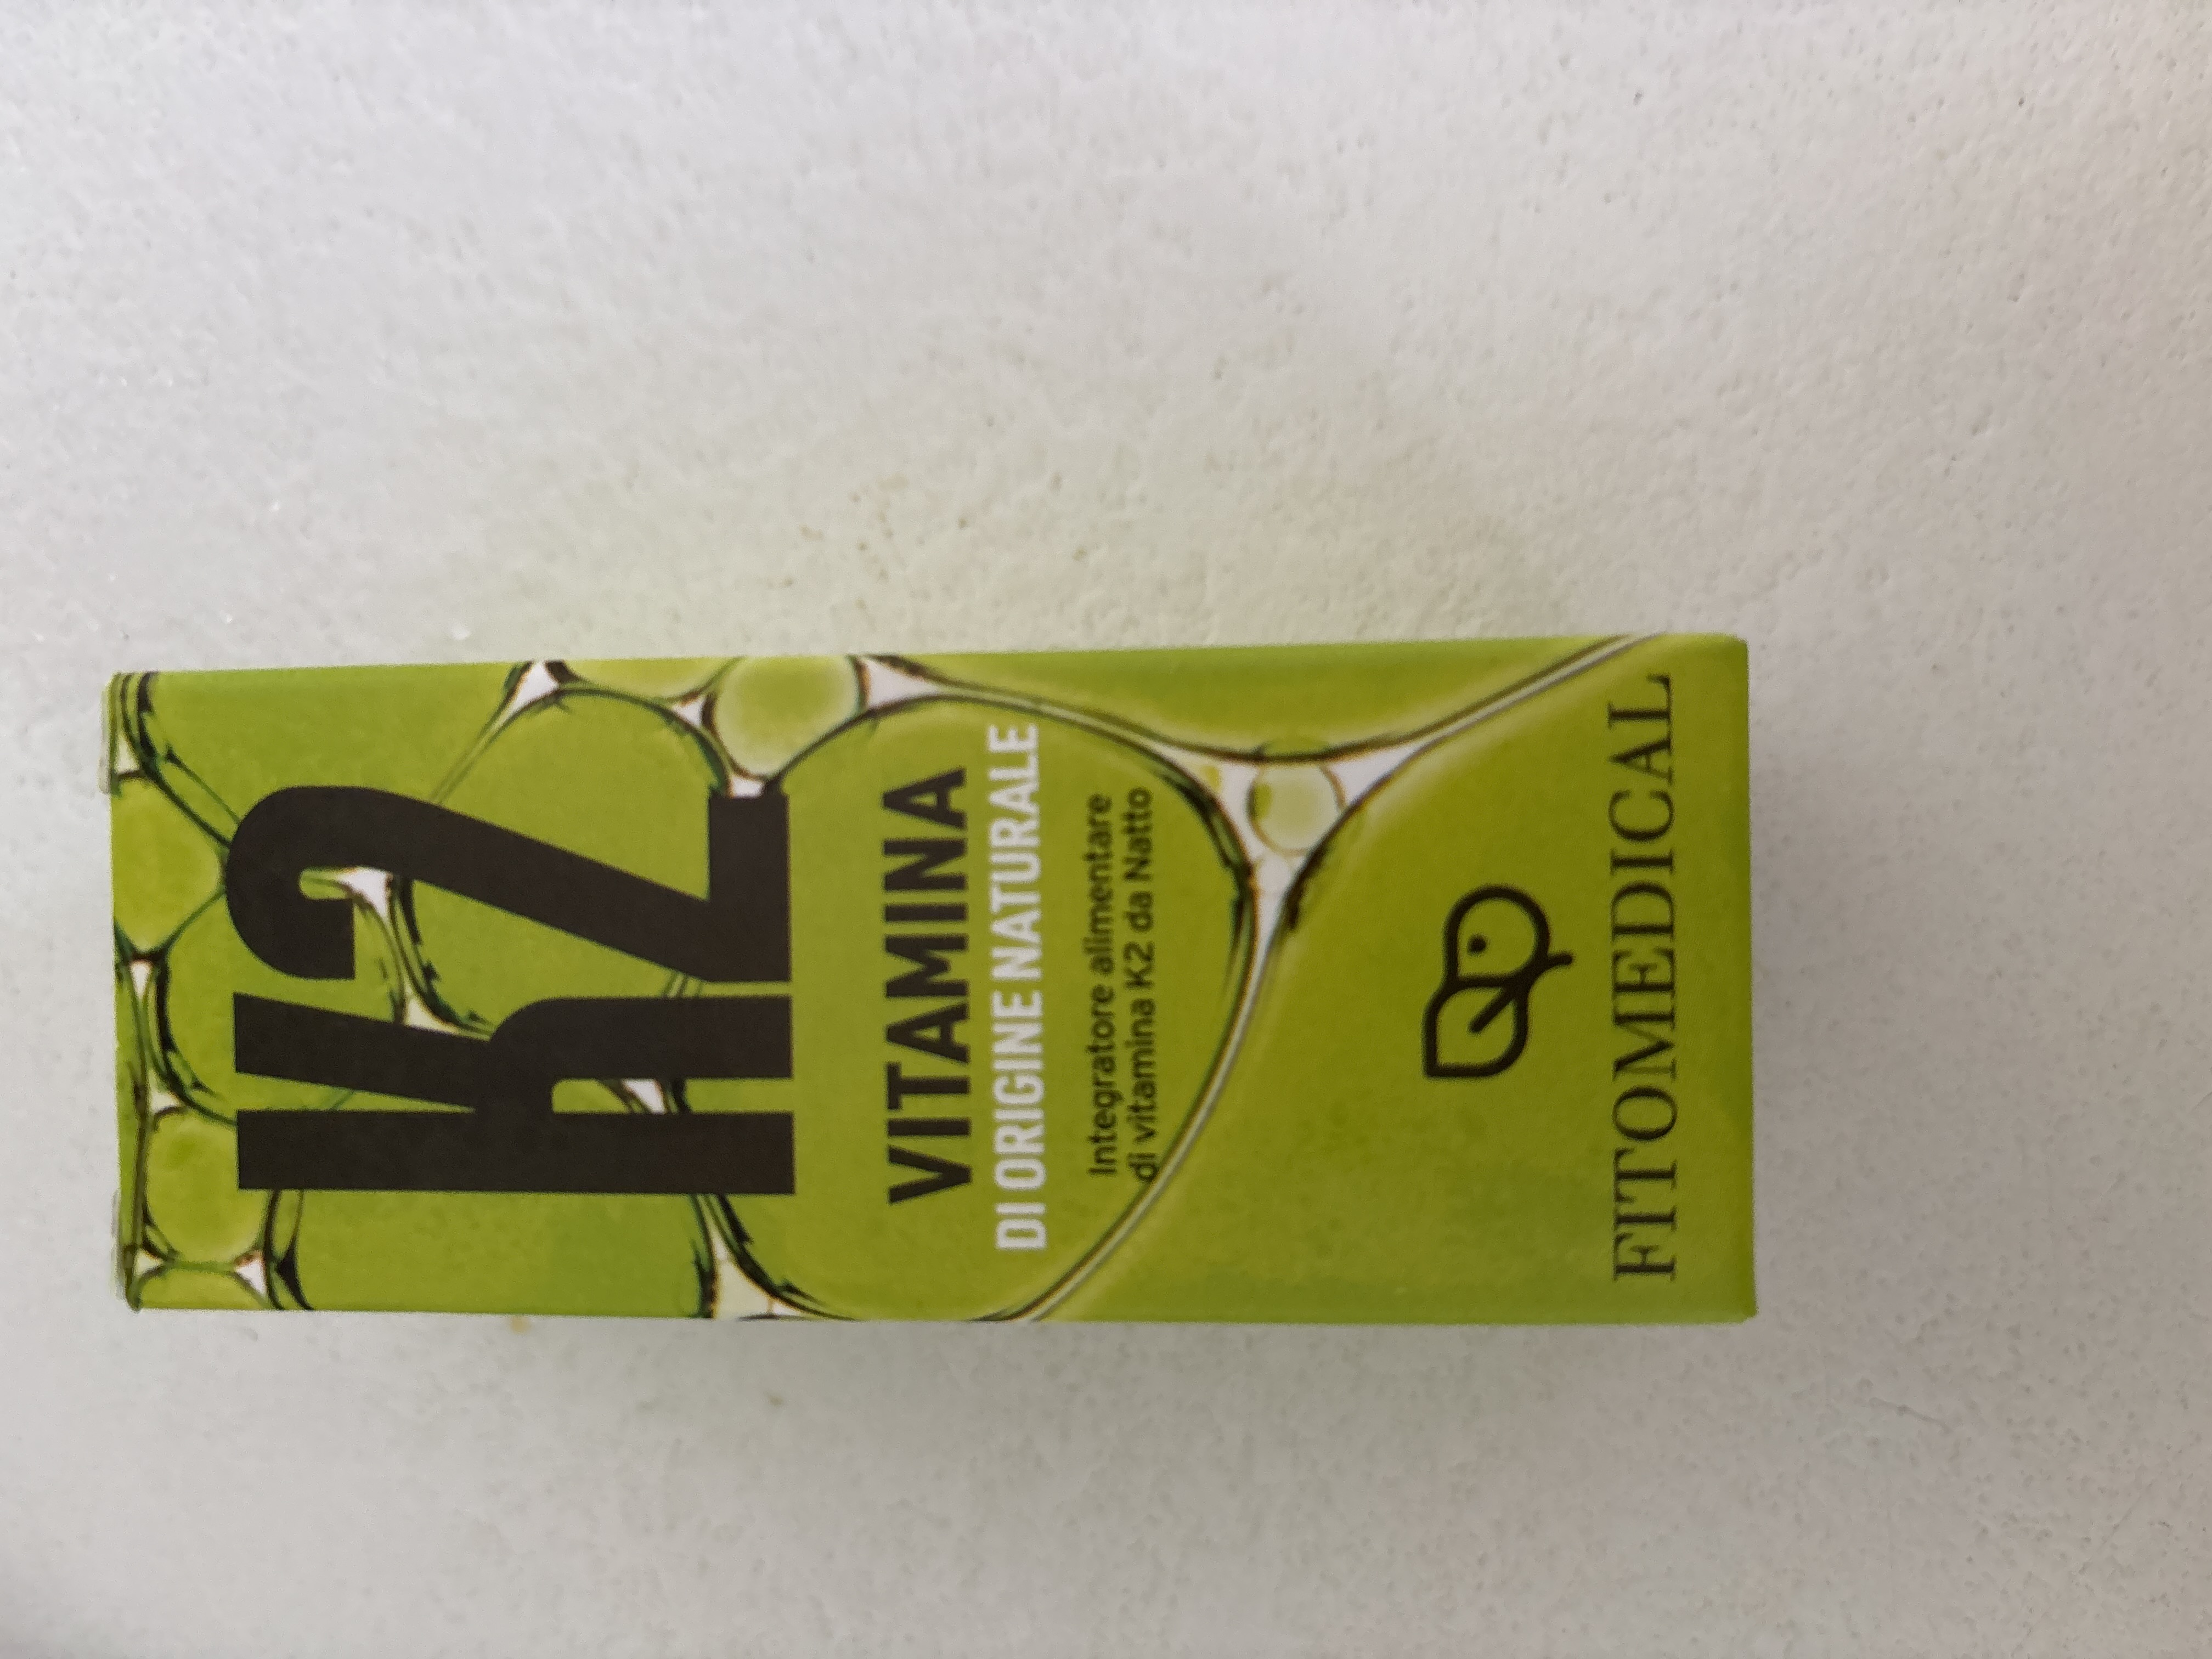 K2
VITAMINA
DI ORIGINE NATURALE
Integratore alimentare
di vitamina K2 da Natto
FITOMEDICAL